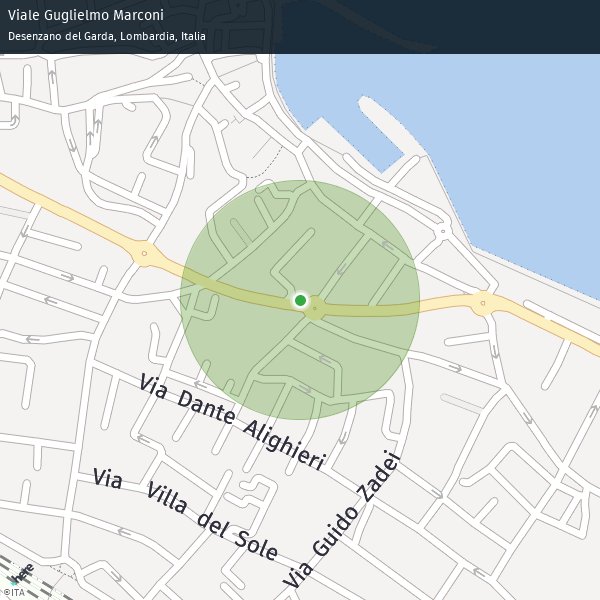 Viale Guglielmo Marconi
Desenzano del Garda, Lombardia, Italia
Via Dante Alighieri
Via Villa del Sole
Via Guido Zadei
here
©ITA